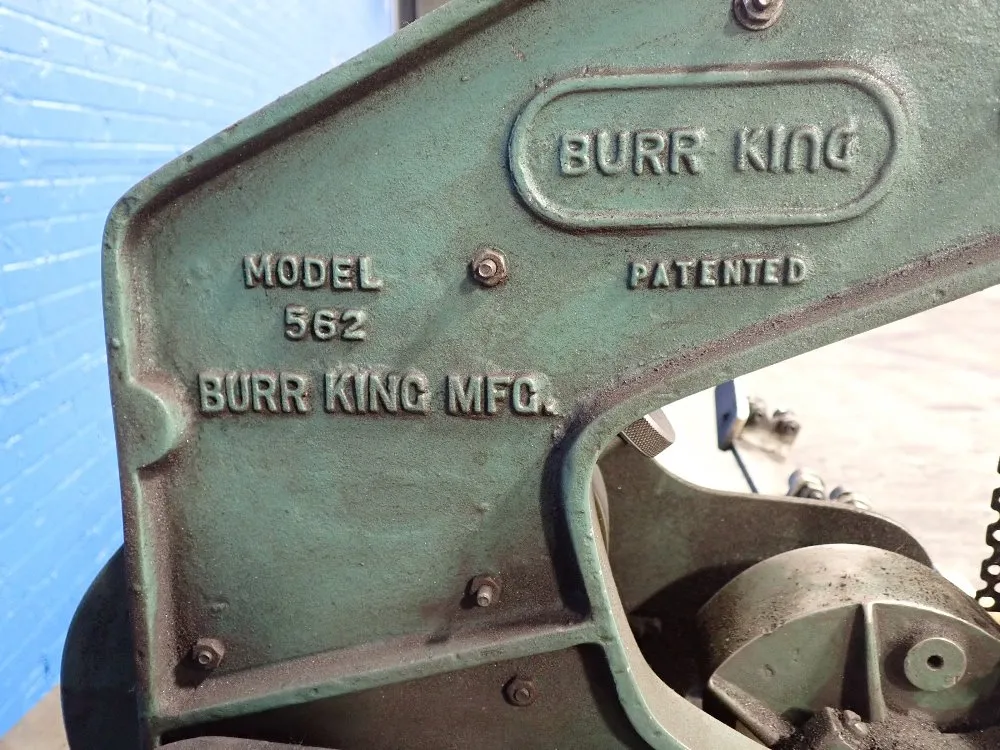 BURR KING
PATENTED
MODEL
562
BURR KING MFG.